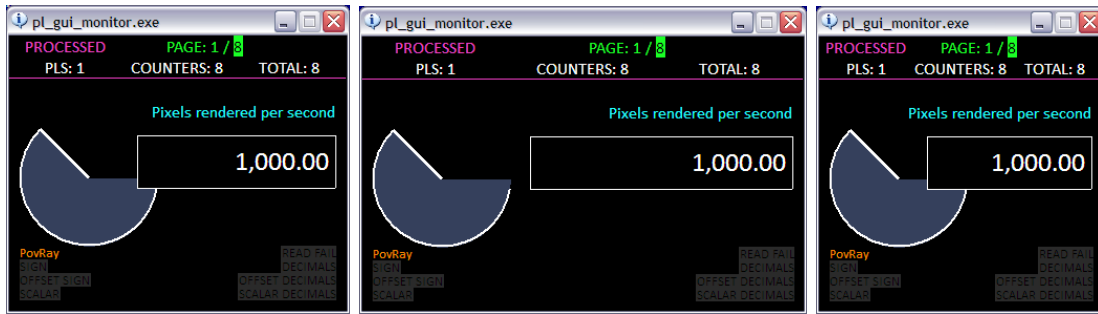 pl_gui_monitor.exe
PROCESSED PAGE: 1 / 8
PLS: 1 COUNTERS: 8 TOTAL: 8
Pixels rendered per second
1,000.00
PovRay READ FAIL
SIGN DECIMALS
OFFSET SIGN OFFSET DECIMALS
SCALAR SCALAR DECIMALS
pl_gui_monitor.exe
PROCESSED PAGE: 1 / 8
PLS: 1 COUNTERS: 8 TOTAL: 8
Pixels rendered per second
1,000.00
PovRay READ FAIL
SIGN DECIMALS
OFFSET SIGN OFFSET DECIMALS
SCALAR SCALAR DECIMALS
pl_gui_monitor.exe
PROCESSED PAGE: 1 / 8
PLS: 1 COUNTERS: 8 TOTAL: 8
Pixels rendered per second
1,000.00
PovRay READ FAIL
SIGN DECIMALS
OFFSET SIGN OFFSET DECIMALS
SCALAR SCALAR DECIMALS